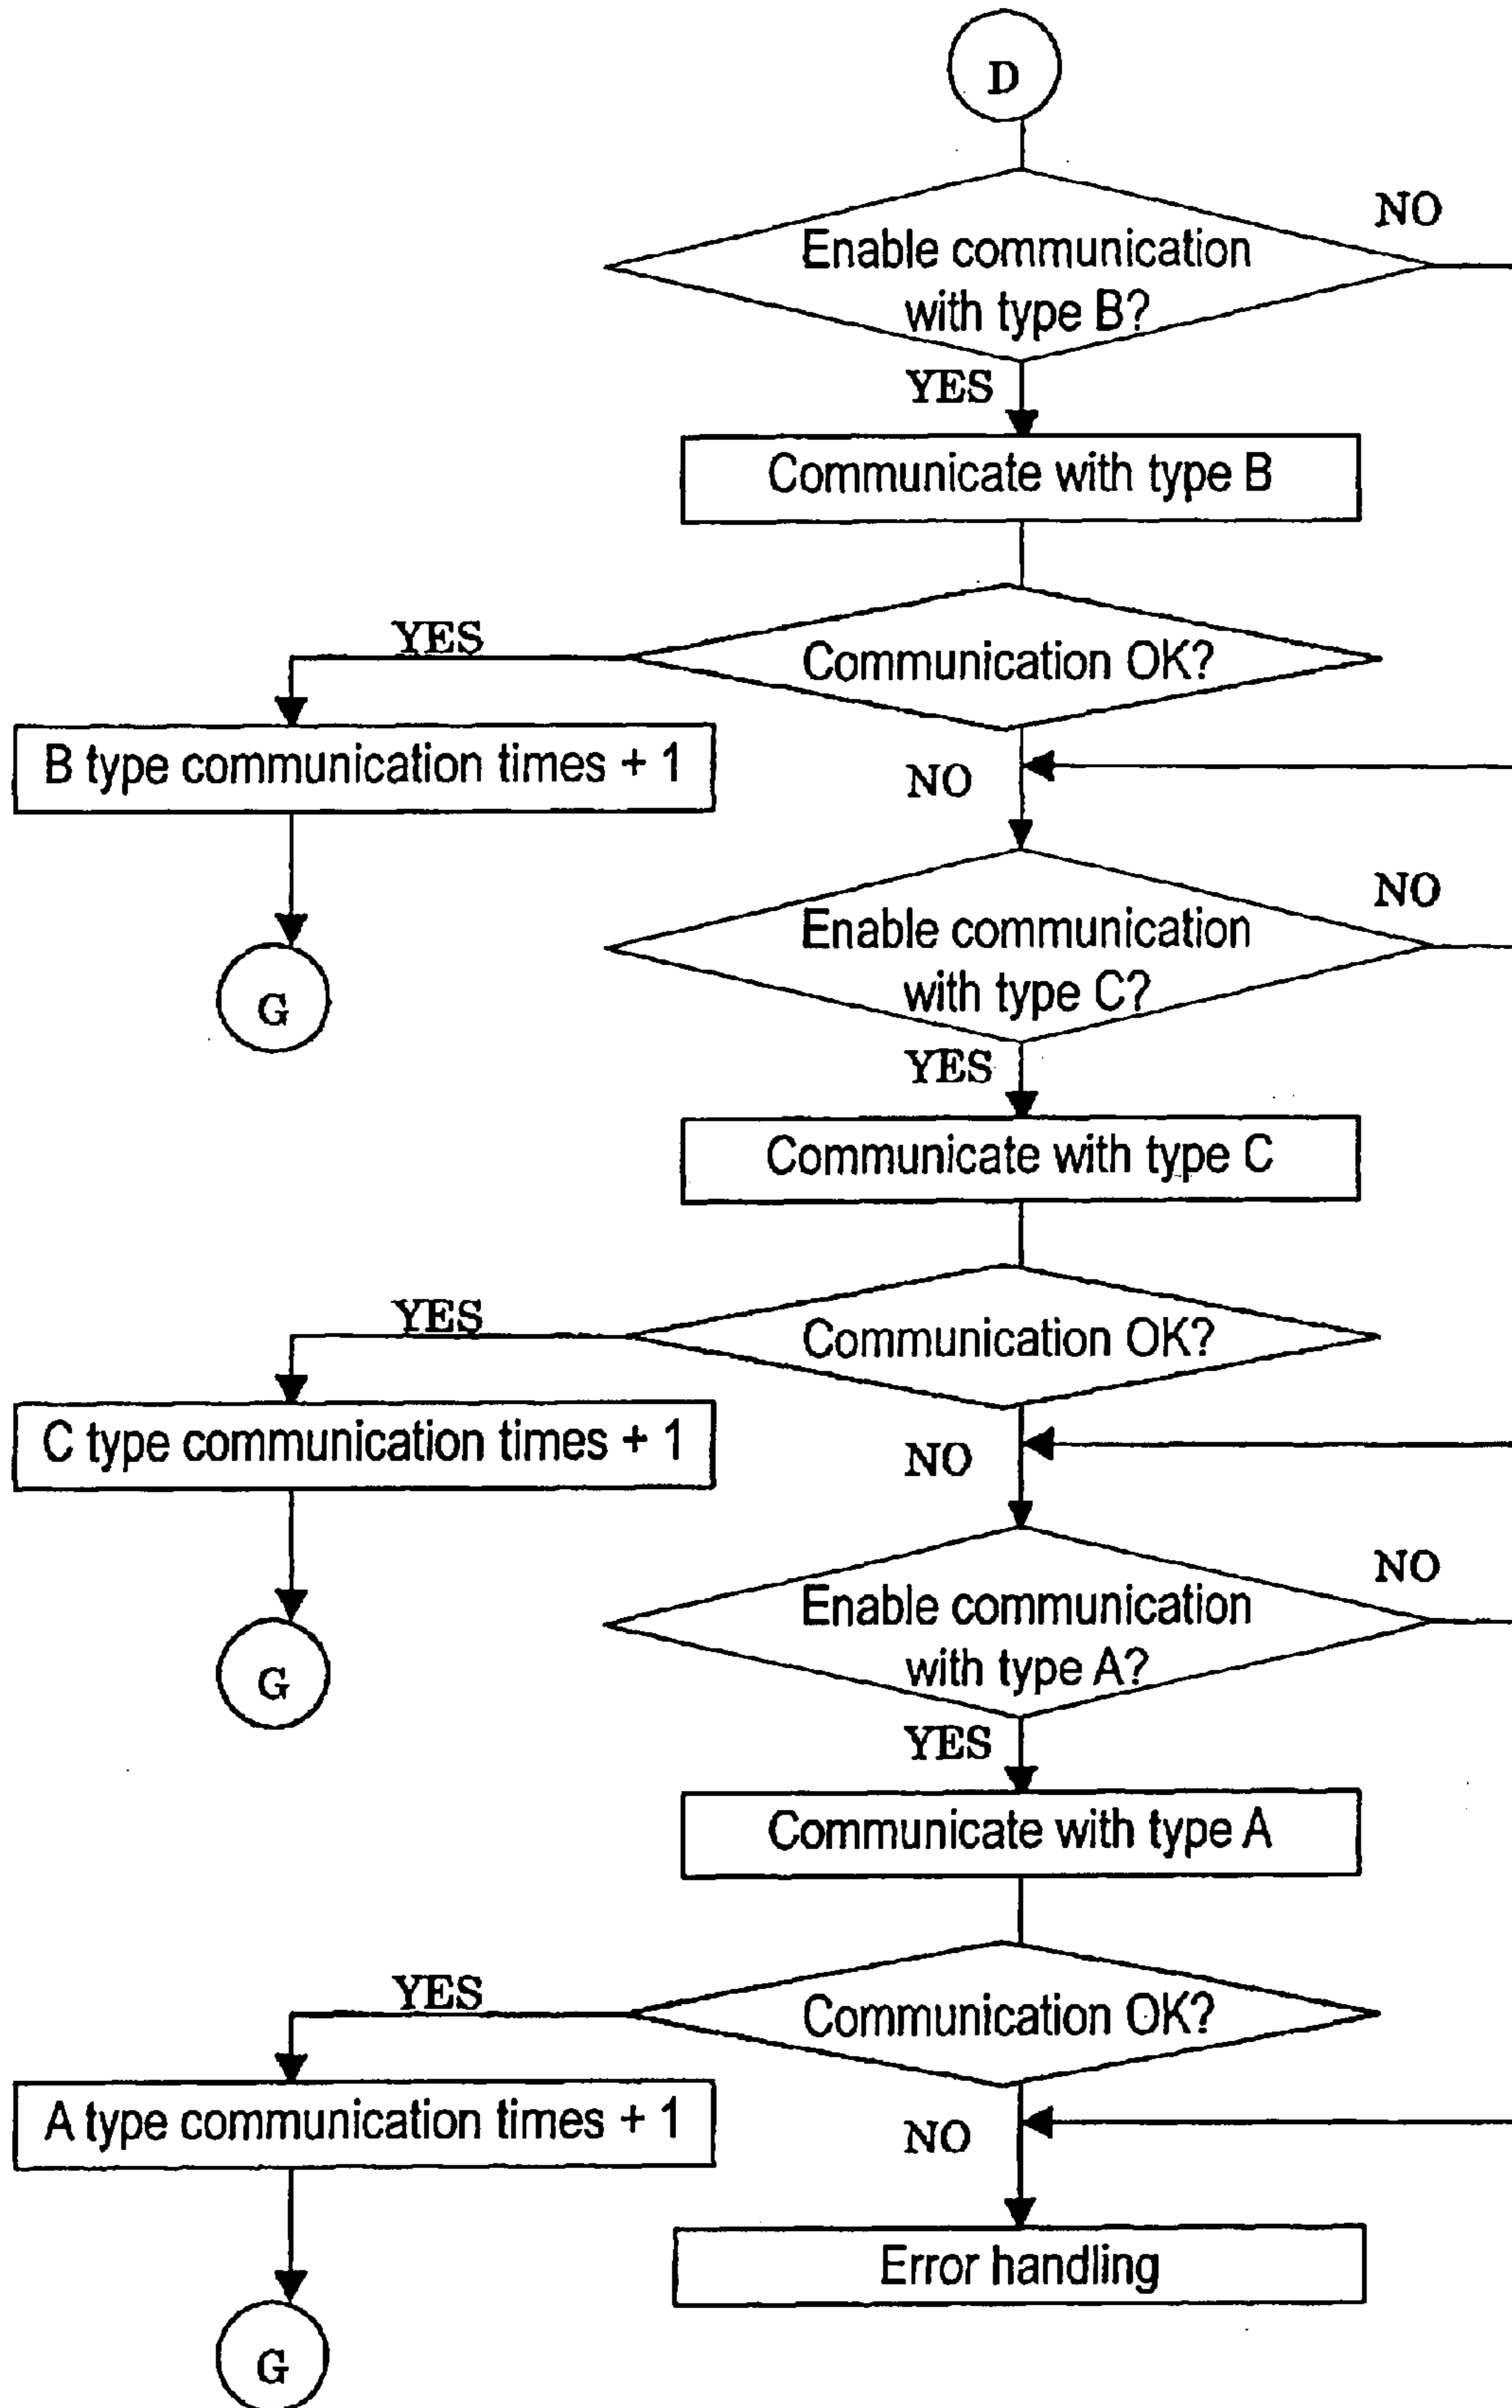 D
NO
Enable communication
with type B?
YES
Communicate with type B
YES
Communication OK?
B type communication times + 1
NO
NO
Enable communication
with type C?
G
YES
Communicate with type C
YES
Communication OK?
C type communication times + 1
NO
NO
Enable communication
with type A?
G
YES
Communicate with type A
YES
Communication OK?
A type communication times + 1
NO
Error handling
G